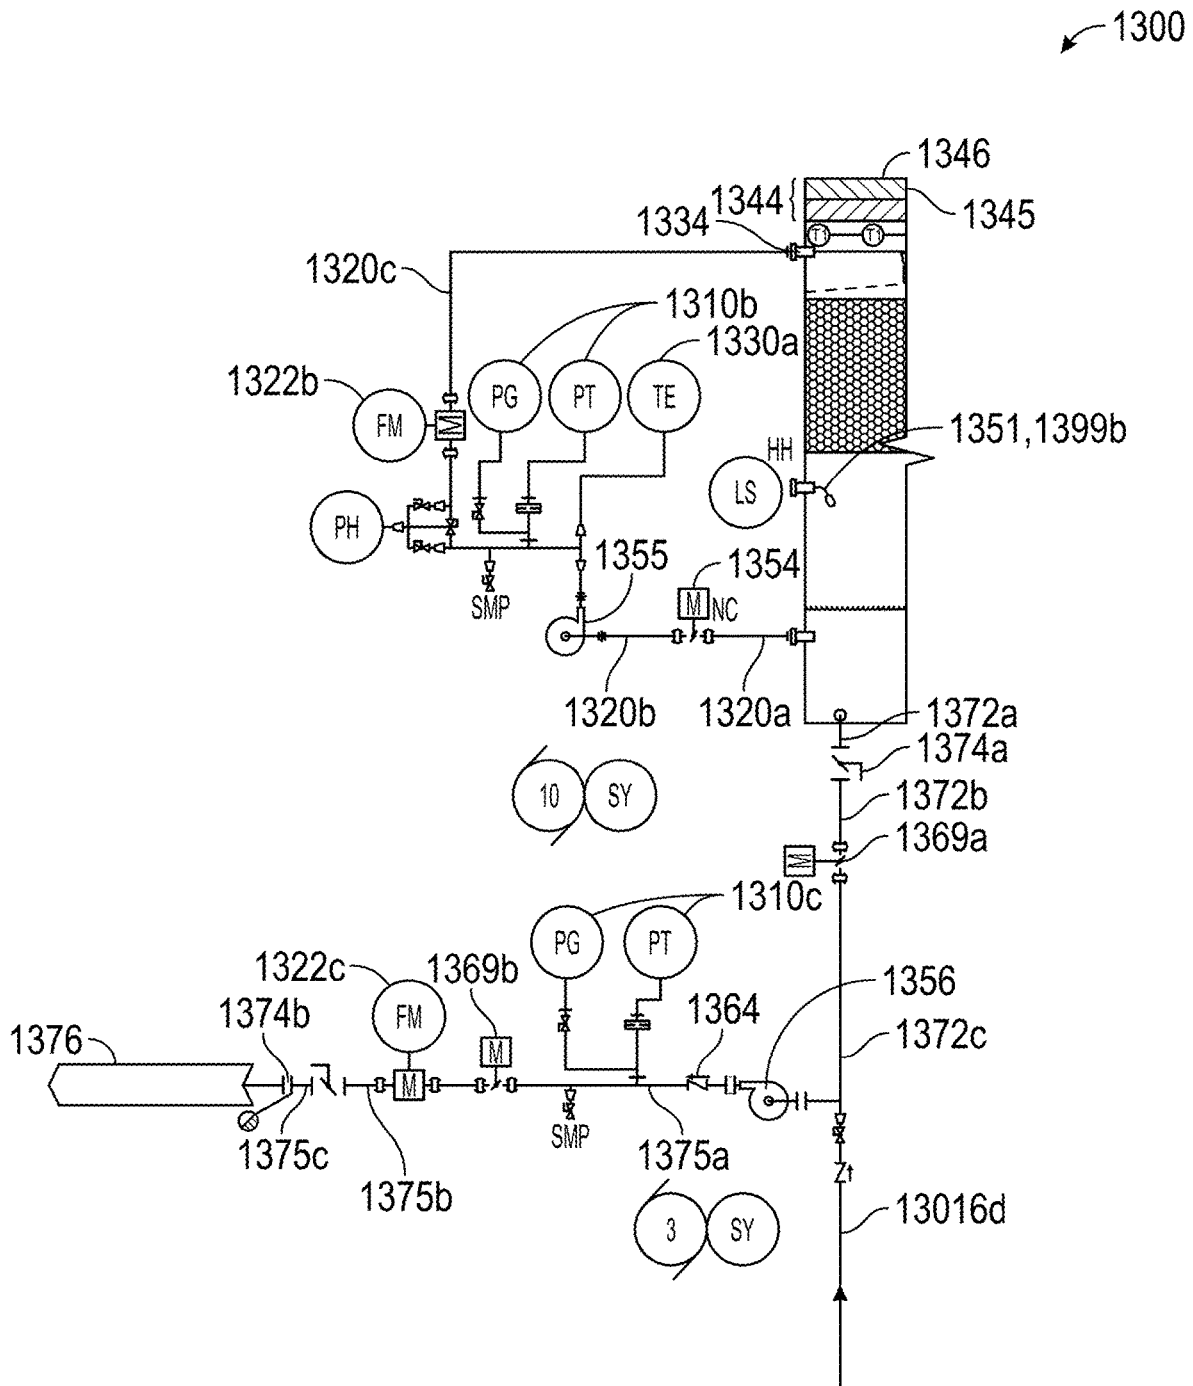 1300
1346
1344
1345
1334
T1 T1
1320c
1310b
1330a
1322b
PG PT TE
FM M
1351,1399b
HH
LS
PH
1355
1354
SMP
M NC
1320b
1320a
1372a
1374a
10 SY
1372b
1369a
M
1310c
PG PT
1322c
1369b
1356
1374b
FM
1364
1376
M
1372c
M
SMP
1375c
1375a
1375b
3 SY
13016d